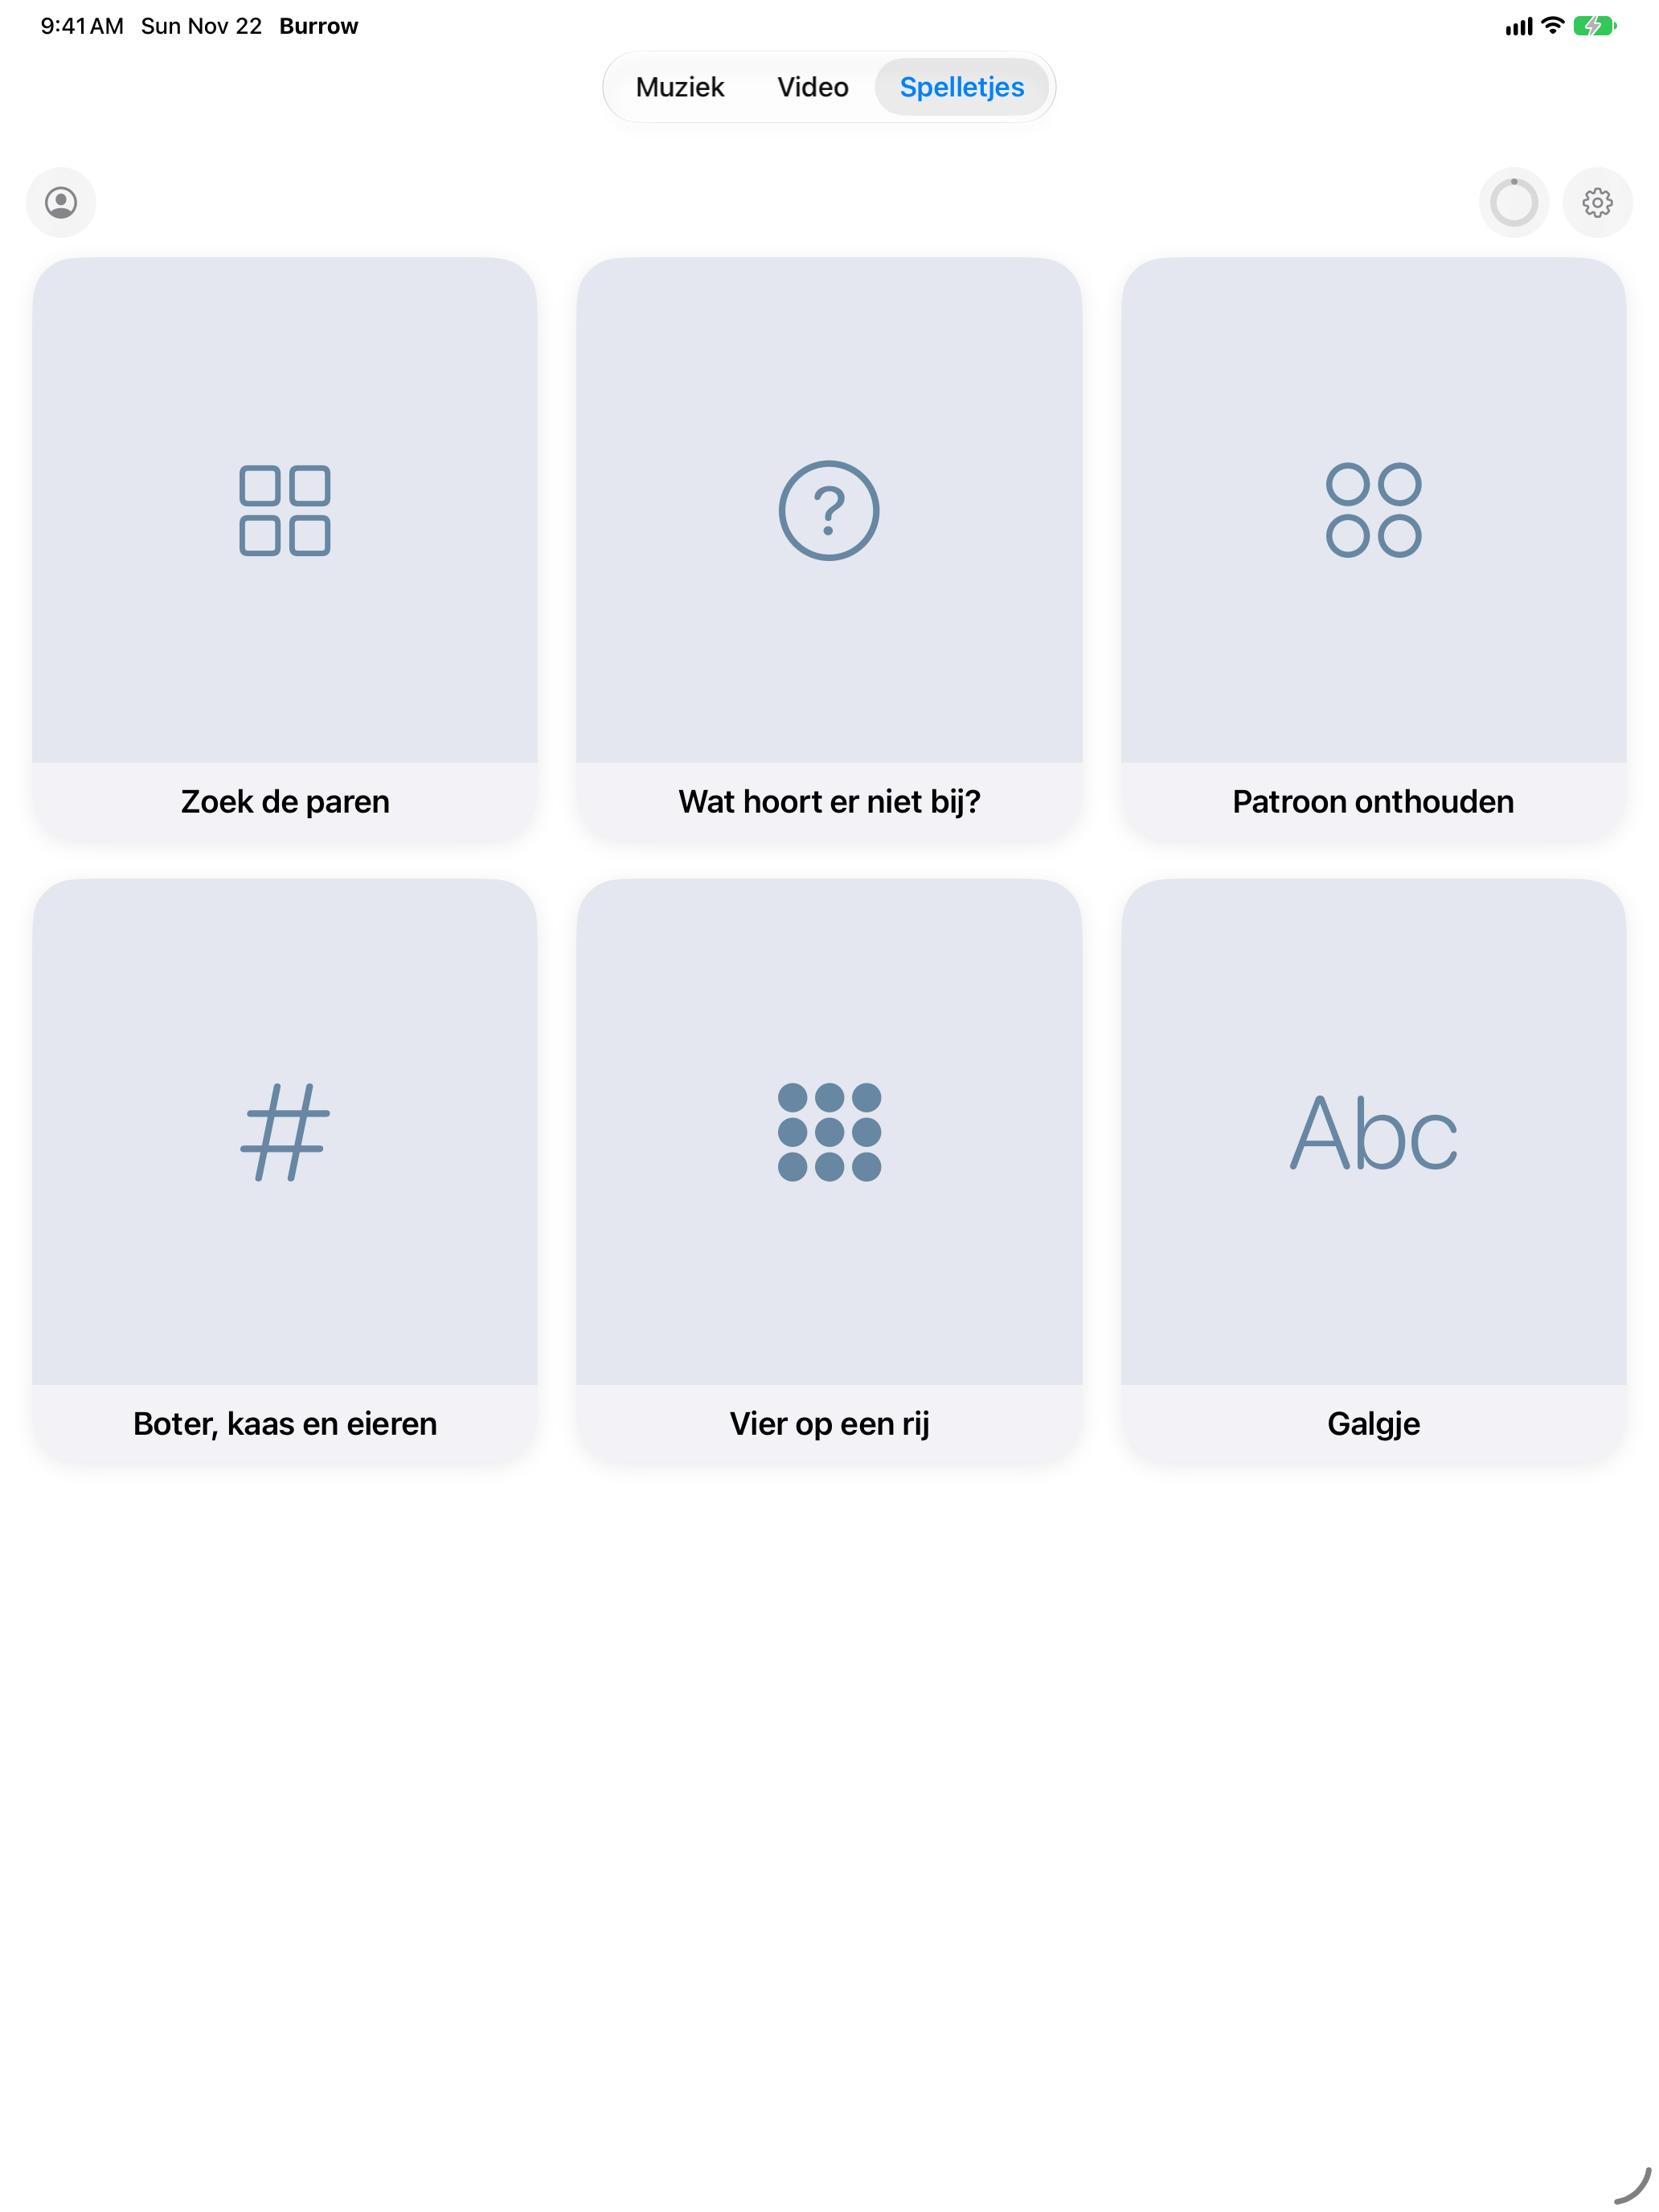 9:41 AM Sun Nov 22 Burrow
Muziek Video Spelletjes
Zoek de paren
?
Wat hoort er niet bij?
Patroon onthouden
#
Boter, kaas en eieren
Vier op een rij
Abc
Galgje